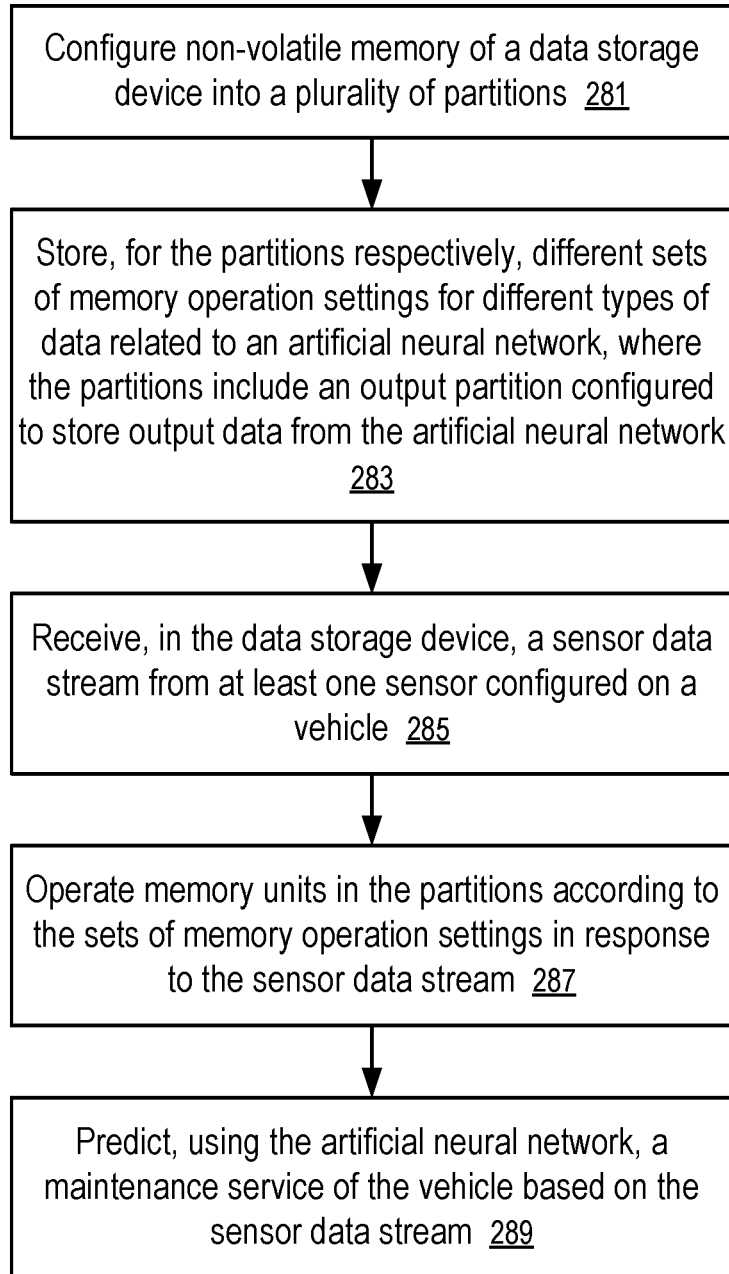 Configure non-volatile memory of a data storage
device into a plurality of partitions 281
Store, for the partitions respectively, different sets
of memory operation settings for different types of
data related to an artificial neural network, where
the partitions include an output partition configured
to store output data from the artificial neural network
283
Receive, in the data storage device, a sensor data
stream from at least one sensor configured on a
vehicle 285
Operate memory units in the partitions according to
the sets of memory operation settings in response
to the sensor data stream 287
Predict, using the artificial neural network, a
maintenance service of the vehicle based on the
sensor data stream 289